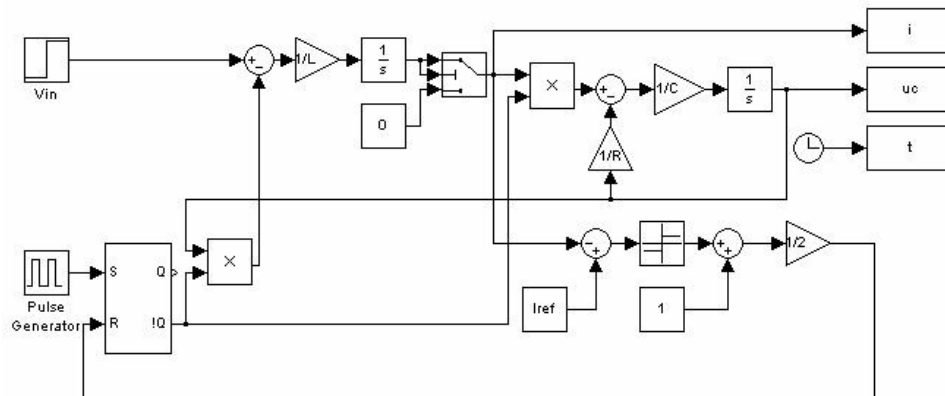 i
Vin
1/L
1
s
0
×
1/C
1
s
uc
1/R
t
Pulse
Generator
S
Q
R
!Q
×
Iref
1
1/2